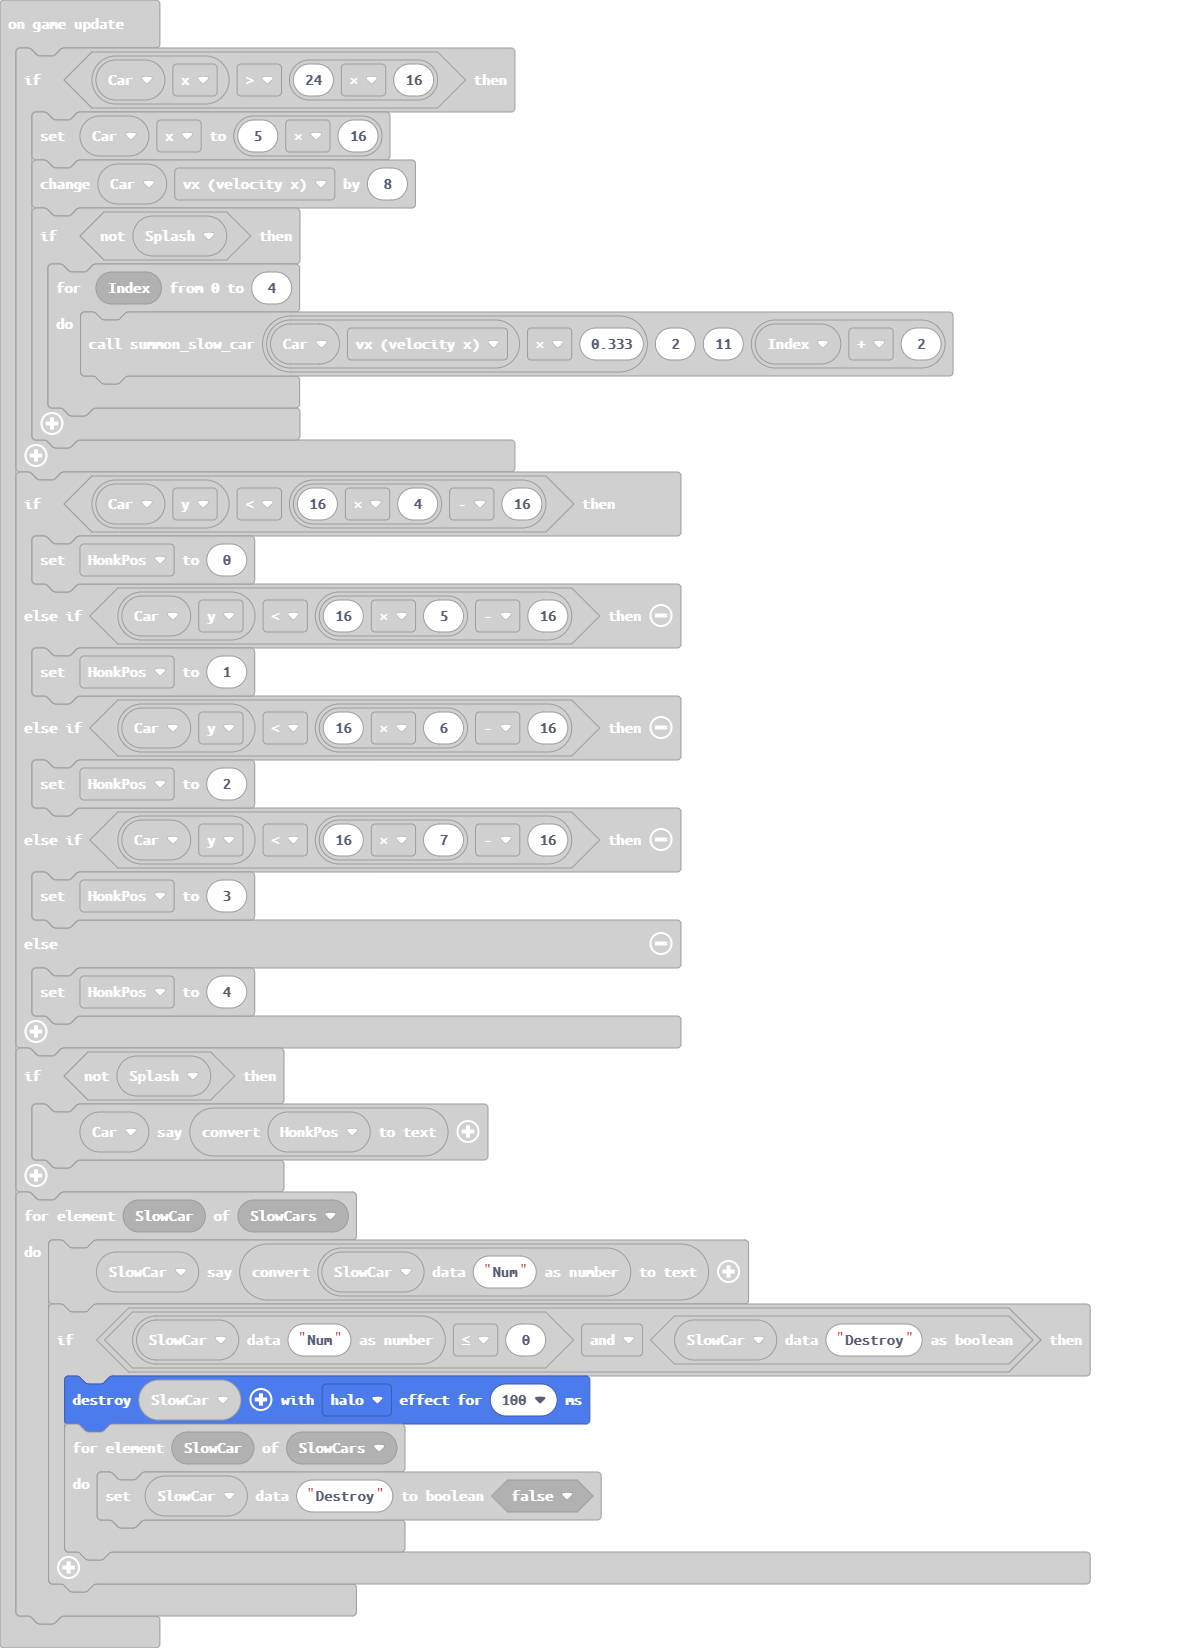 on game update
if Car x > 24 × 16 then
set Car x to 5 × 16
change Car vx (velocity x) by 8
if not Splash then
for Index from 0 to 4
do
call summon_slow_car Car vx (velocity x) × 0.333 2 11 Index + 2
if Car y < 16 × 4 - 16 then
set HonkPos to 0
else if Car y < 16 × 5 - 16 then
set HonkPos to 1
else if Car y < 16 × 6 - 16 then
set HonkPos to 2
else if Car y < 16 × 7 - 16 then
set HonkPos to 3
else
set HonkPos to 4
if not Splash then
Car say convert HonkPos to text
for element SlowCar of SlowCars
do
SlowCar say convert SlowCar data "Num" as number to text
if SlowCar data "Num" as number ≤ 0 and SlowCar data "Destroy" as boolean then
destroy SlowCar with halo effect for 100 ms
for element SlowCar of SlowCars
do
set SlowCar data "Destroy" to boolean false